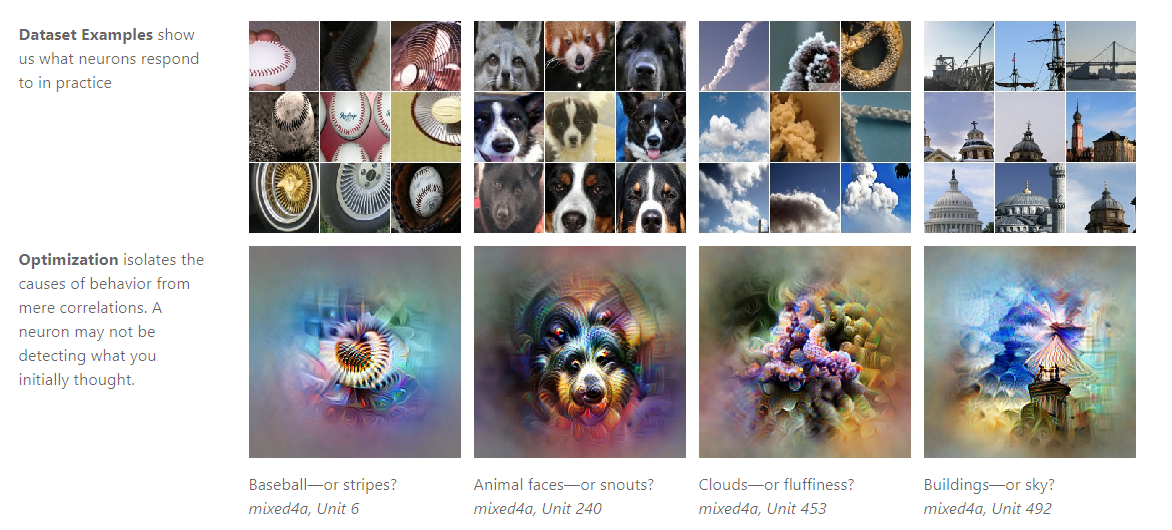 Dataset Examples show
us what neurons respond
to in practice
Optimization isolates the
causes of behavior from
mere correlations. A
neuron may not be
detecting what you
initially thought.
Baseball—or stripes?
mixed4a, Unit 6
Animal faces—or snouts?
mixed4a, Unit 240
Clouds—or fluffiness?
mixed4a, Unit 453
Buildings—or sky?
mixed4a, Unit 492